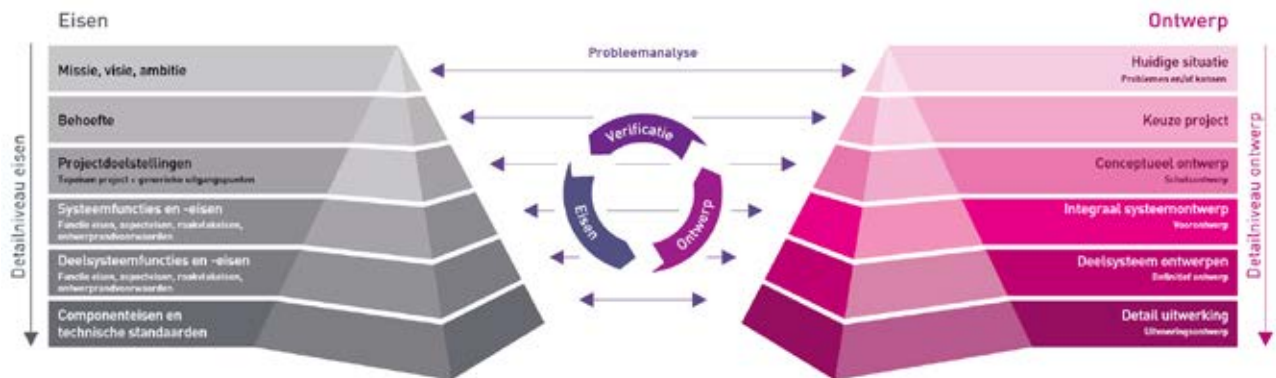 Eisen
Ontwerp
Probleemanalyse
Detailniveau eisen
Missie, visie, ambitie
Behoefte
Projectdoelstellingen
Topeisen project + generieke uitgangspunten
Systeemfuncties en -eisen
Functie eisen, aspecteisen, raakvlakeisen,
ontwerprandvoorwaarden
Deelsysteemfuncties en -eisen
Functie eisen, aspecteisen, raakvlakeisen,
ontwerprandvoorwaarden
Componenteisen en
technische standaarden
Verificatie
Eisen
Ontwerp
Huidige situatie
Problemen en/of kansen
Keuze project
Conceptueel ontwerp
Schetsontwerp
Integraal systeemontwerp
Voorontwerp
Deelsysteem ontwerpen
Definitief ontwerp
Detail uitwerking
Uitvoeringsontwerp
Detailniveau ontwerp